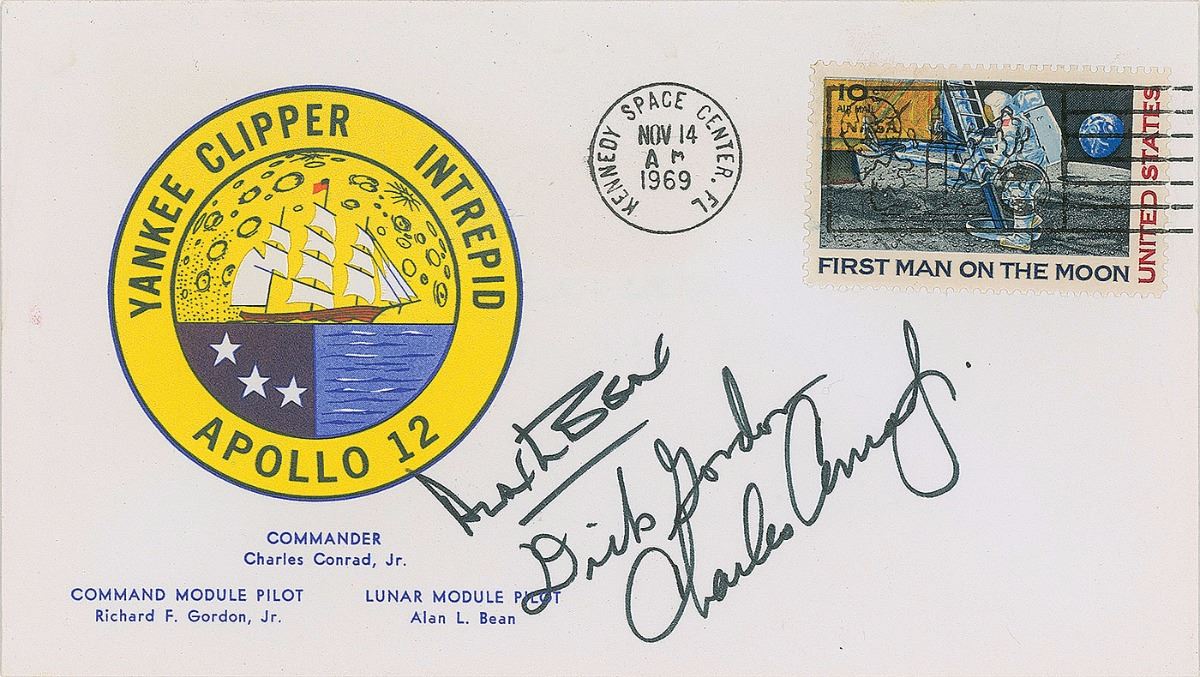 YANKEE CLIPPER INTREPID
APOLLO 12
KENNEDY SPACE CENTER, FL
NOV 14
AM
1969
10c
AIR MAIL
NASA
UNITED STATES
FIRST MAN ON THE MOON
Alan L Bean
Dick Gordon
Charles Conrad Jr.
COMMANDER
Charles Conrad, Jr.
COMMAND MODULE PILOT
Richard F. Gordon, Jr.
LUNAR MODULE PILOT
Alan L. Bean